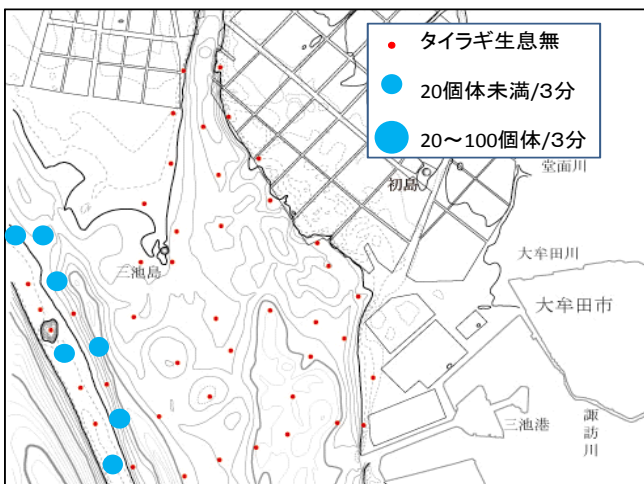 タイラギ生息無
20個体未満/3分
20～100個体/3分
堂面川
初島
大牟田川
三池島
大牟田市
三池港
諏訪川